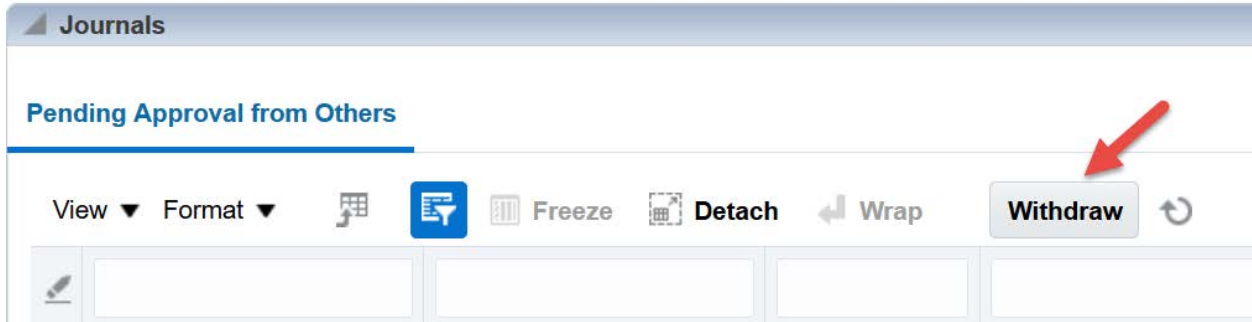 Journals
Pending Approval from Others
View Format Freeze Detach Wrap Withdraw